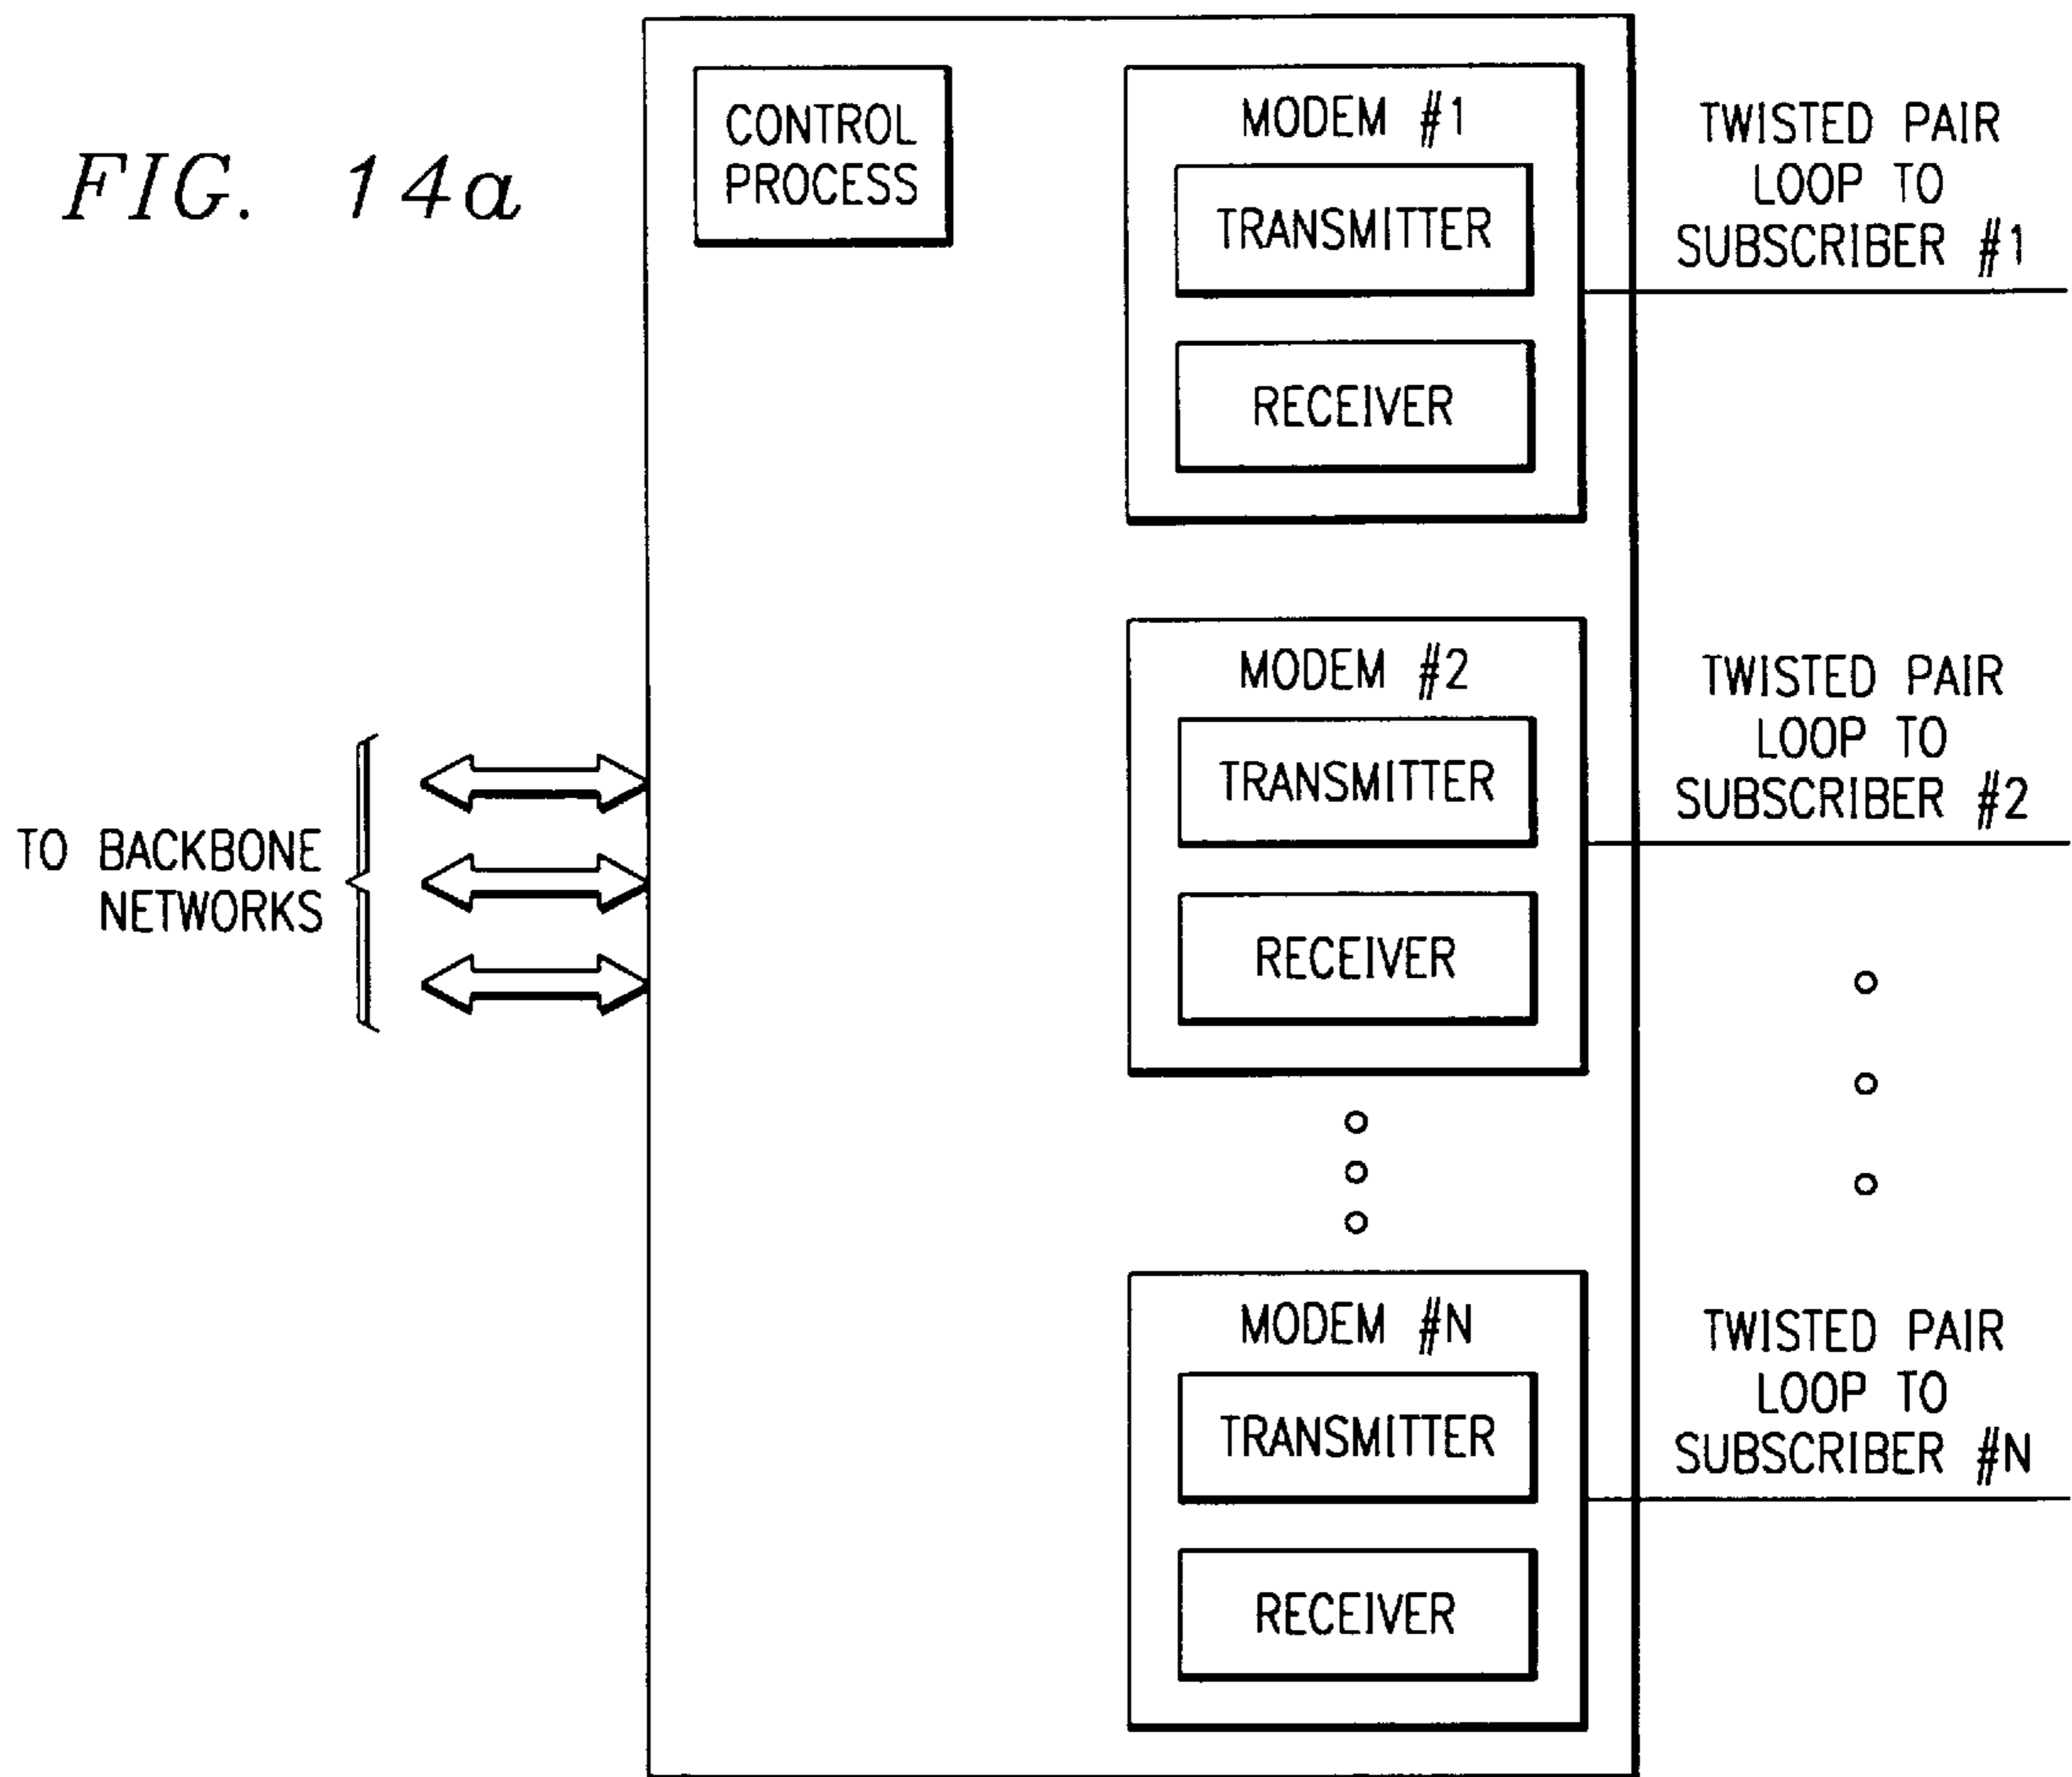 FIG. 14a
CONTROL
PROCESS
MODEM #1
TRANSMITTER
RECEIVER
TWISTED PAIR
LOOP TO
SUBSCRIBER #1
MODEM #2
TRANSMITTER
RECEIVER
TWISTED PAIR
LOOP TO
SUBSCRIBER #2
TO BACKBONE
NETWORKS
MODEM #N
TRANSMITTER
RECEIVER
TWISTED PAIR
LOOP TO
SUBSCRIBER #N